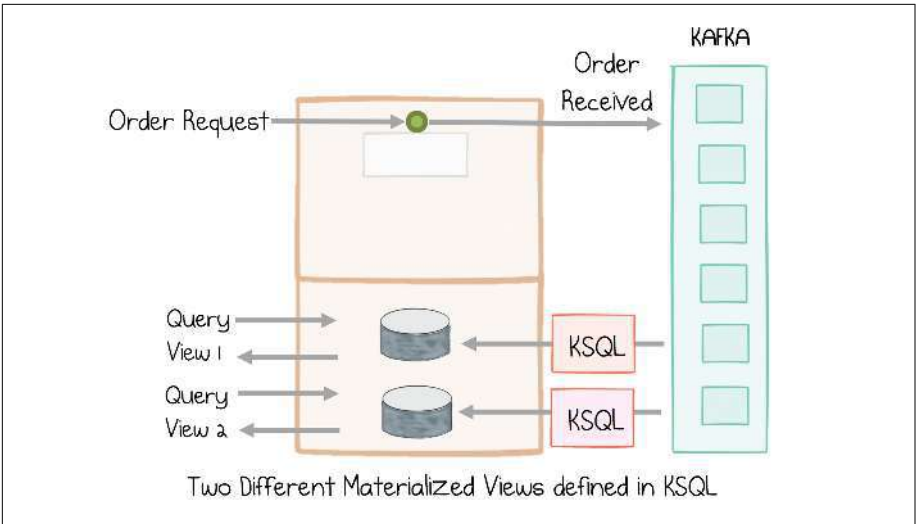 KAFKA
Order
Received
Order Request
Query
View 1
KSQL
Query
View 2
KSQL
Two Different Materialized Views defined in KSQL